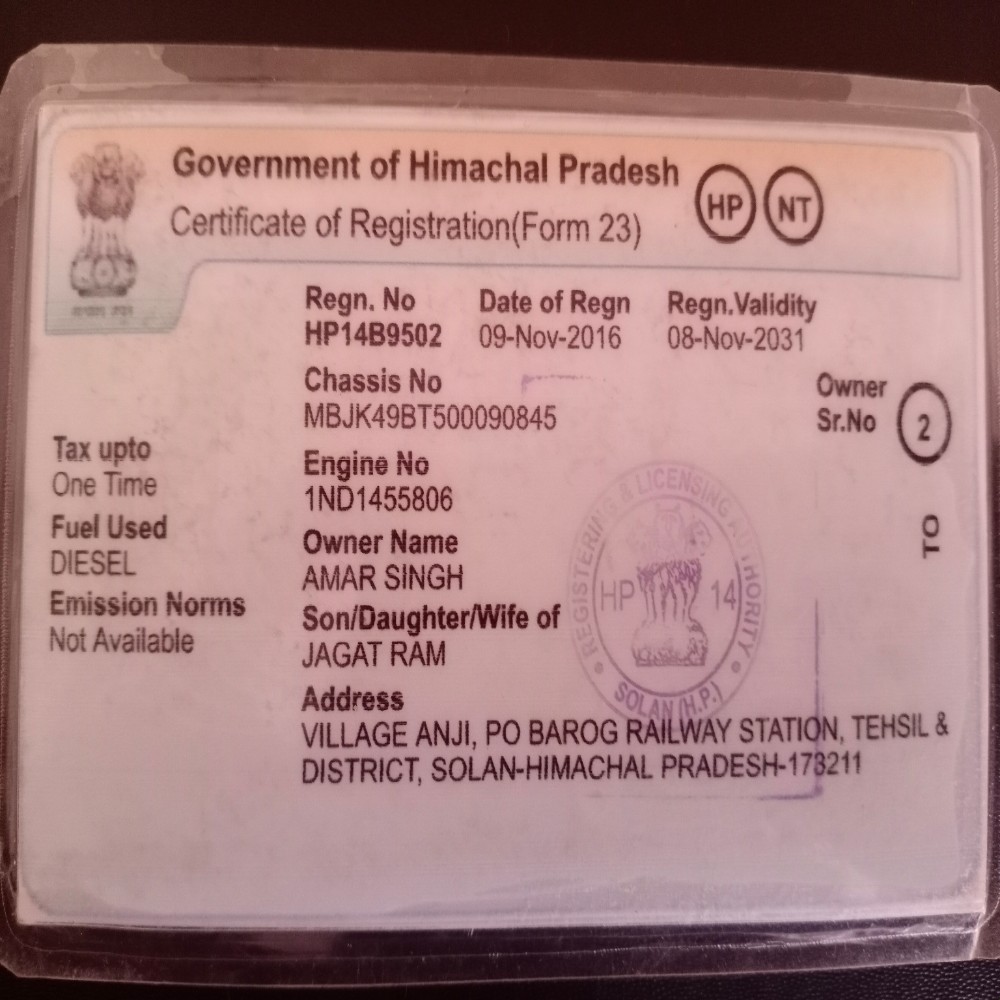 Government of Himachal Pradesh
Certificate of Registration(Form 23)
HP NT
Regn. No Date of Regn Regn.Validity
HP14B9502 09-Nov-2016 08-Nov-2031
Chassis No
MBJK49BT500090845
Owner
Sr.No 2
Tax upto
One Time
Engine No
1ND1455806
TO
Fuel Used
DIESEL
Owner Name
AMAR SINGH
Emission Norms
Not Available
Son/Daughter/Wife of
JAGAT RAM
Address
VILLAGE ANJI, PO BAROG RAILWAY STATION, TEHSIL &
DISTRICT, SOLAN-HIMACHAL PRADESH-173211
REGISTERING & LICENSING AUTHORITY
HP 14
SOLAN (H.P.)